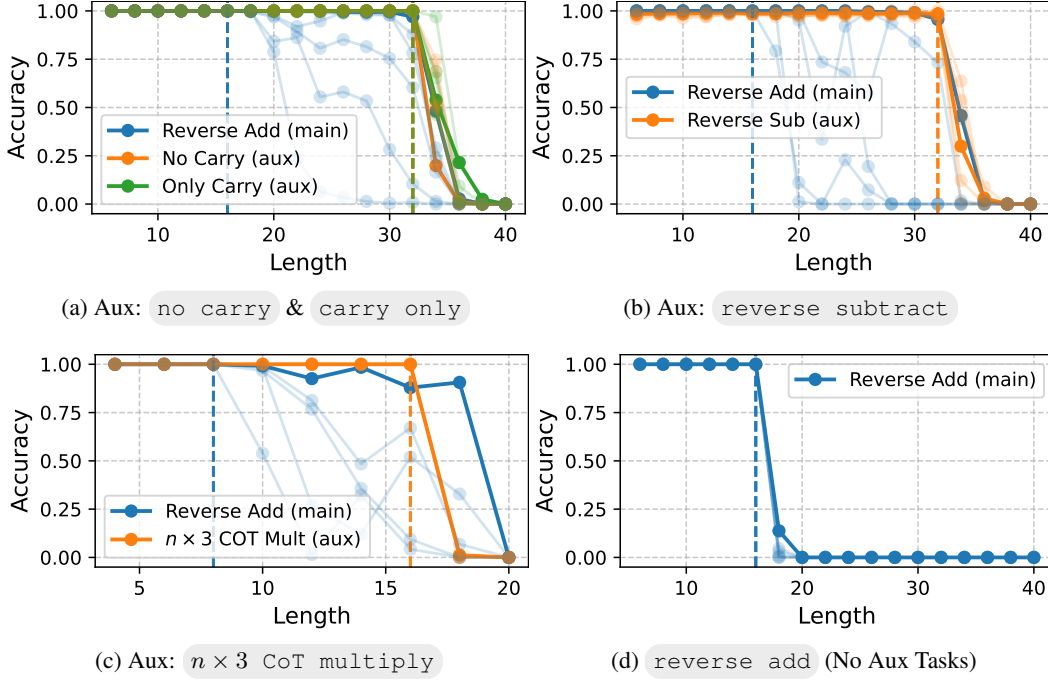 1.00
0.75
0.50
0.25
0.00
Accuracy
10
20
30
40
Length
Reverse Add (main)
No Carry (aux)
Only Carry (aux)
(a) Aux: no carry & carry only
1.00
0.75
0.50
0.25
0.00
Accuracy
10
20
30
40
Length
Reverse Add (main)
Reverse Sub (aux)
(b) Aux: reverse subtract
1.00
0.75
0.50
0.25
0.00
Accuracy
5
10
15
20
Length
Reverse Add (main)
n × 3 COT Mult (aux)
(c) Aux: n × 3 CoT multiply
1.00
0.75
0.50
0.25
0.00
Accuracy
10
20
30
40
Length
Reverse Add (main)
(d) reverse add (No Aux Tasks)